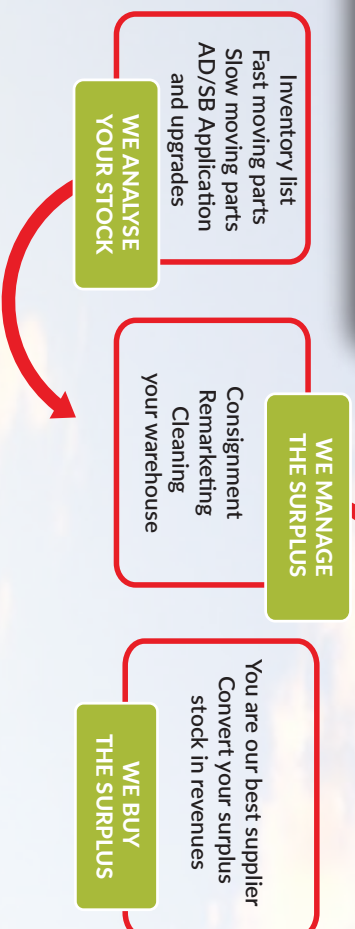 Inventory list
Fast moving parts
Slow moving parts
AD/SB Application
and upgrades
WE ANALYSE
YOUR STOCK
WE MANAGE
THE SURPLUS
Consignment
Remarketing
Cleaning
your warehouse
You are our best supplier
Convert your surplus
stock in revenues
WE BUY
THE SURPLUS